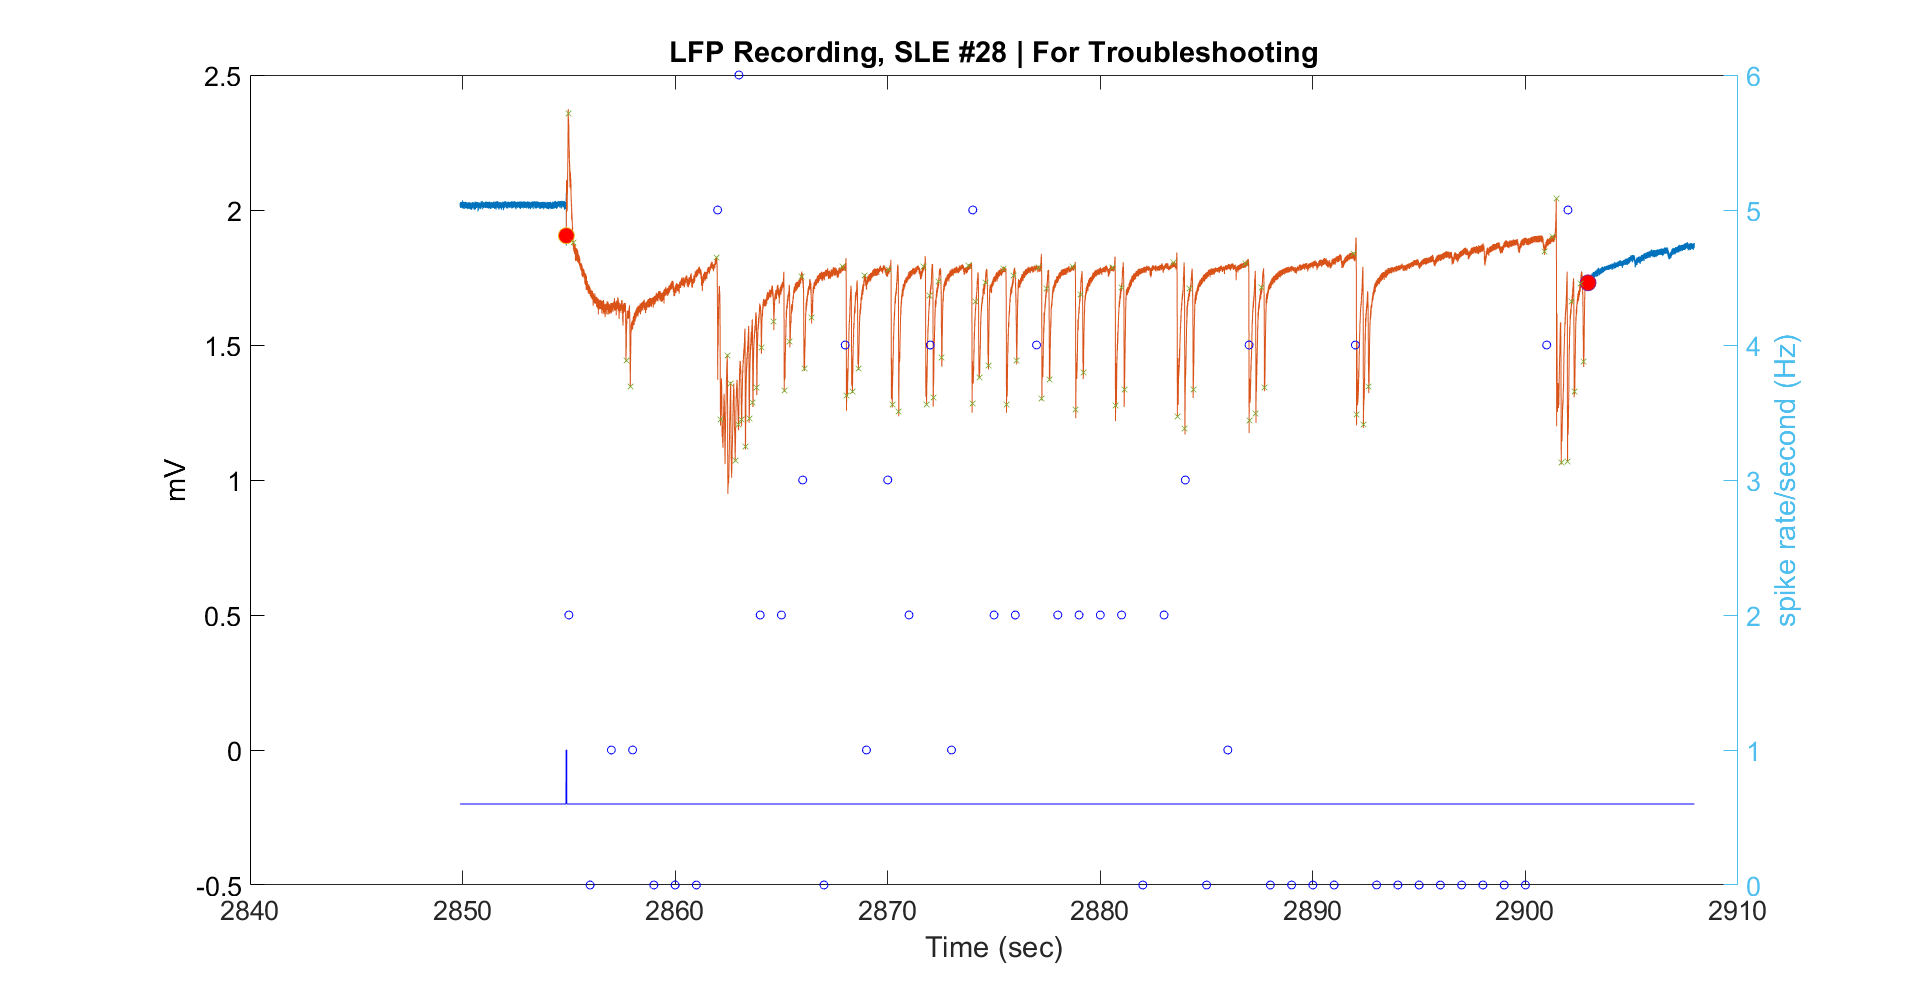 LFP Recording, SLE #28 | For Troubleshooting
2.5
2
1.5
1
0.5
0
-0.5
mV
6
5
4
3
2
1
0
spike rate/second (Hz)
2840 2850 2860 2870 2880 2890 2900 2910
Time (sec)